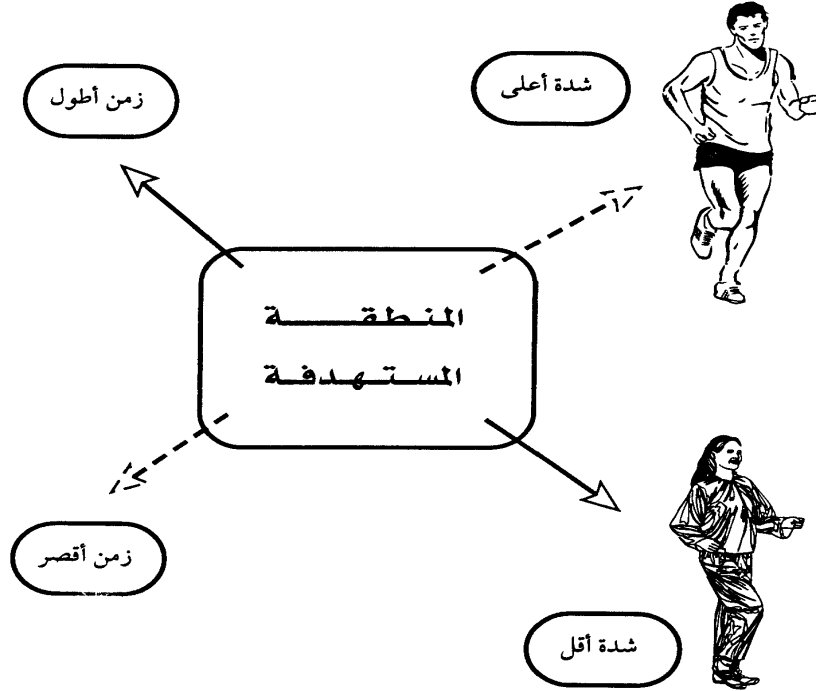 شدة أعلى
زمن أطول
المنطقة
المستهدفة
زمن أقصر
شدة أقل